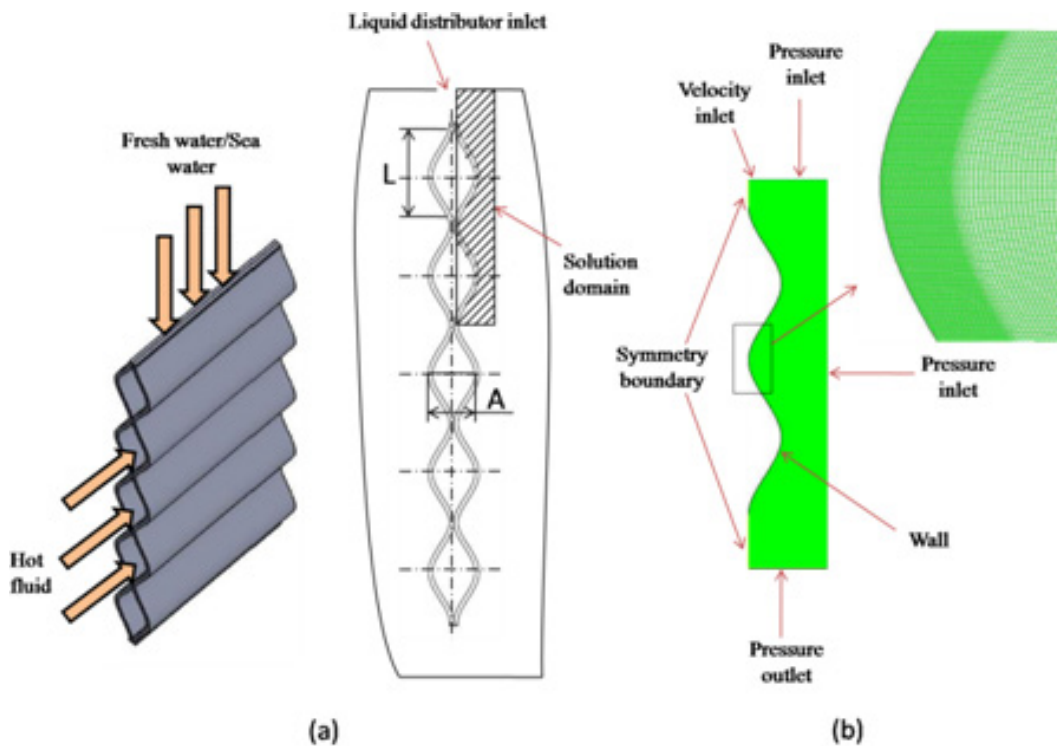 Liquid distributor inlet
Fresh water/Sea
water
L
Solution
domain
A
Hot
fluid
(a)
Pressure
inlet
Velocity
inlet
Symmetry
boundary
Pressure
inlet
Wall
Pressure
outlet
(b)